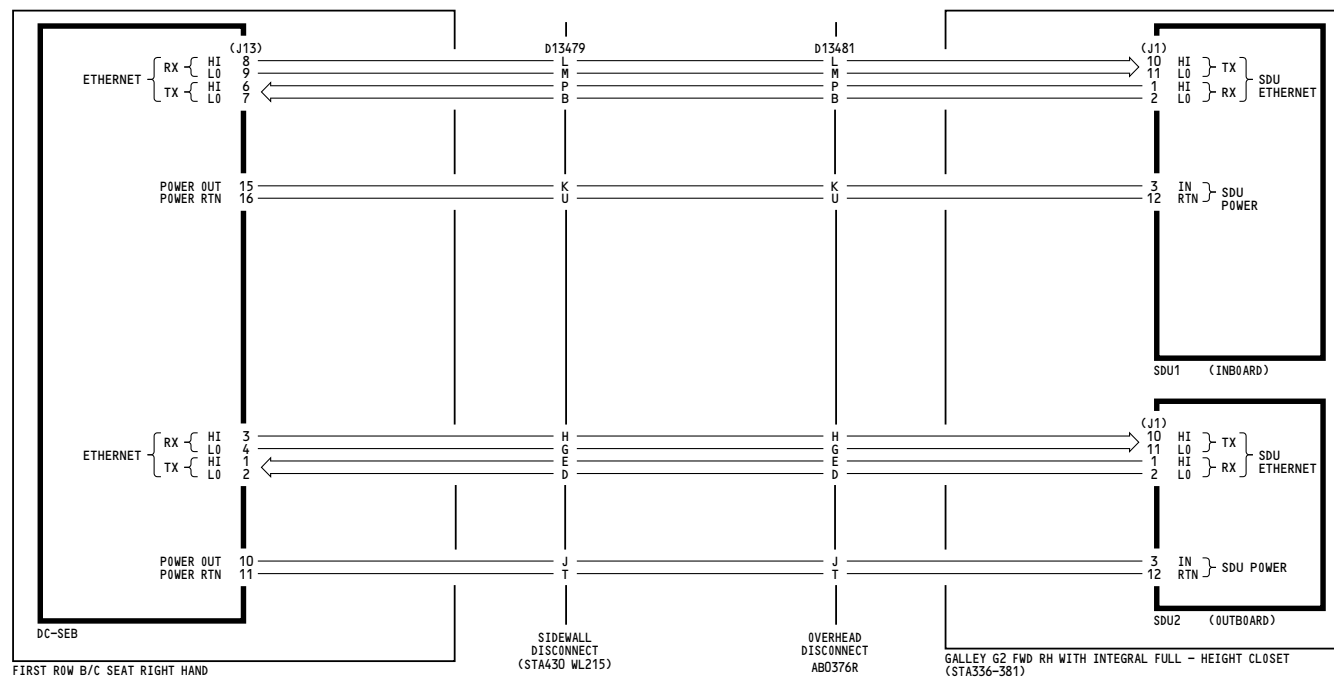 (J13) D13479 D13481 (J1)
ETHERNET RX HI 8 L L 10 HI TX SDU ETHERNET
LO 9 M M 11 LO
TX HI 6 P P 1 HI RX
LO 7 B B 2 LO
POWER OUT 15 K K 3 IN SDU POWER
POWER RTN 16 U U 12 RTN
SDU1 (INBOARD)
(J1)
ETHERNET RX HI 3 H H 10 HI TX SDU ETHERNET
LO 4 G G 11 LO
TX HI 1 E E 1 HI RX
LO 2 D D 2 LO
POWER OUT 10 J J 3 IN SDU POWER
POWER RTN 11 T T 12 RTN
DC-SEB
SDU2 (OUTBOARD)
SIDEWALL
DISCONNECT
(STA430 WL215)
OVERHEAD
DISCONNECT
AB0376R
FIRST ROW B/C SEAT RIGHT HAND
GALLEY G2 FWD RH WITH INTEGRAL FULL - HEIGHT CLOSET
(STA336-381)